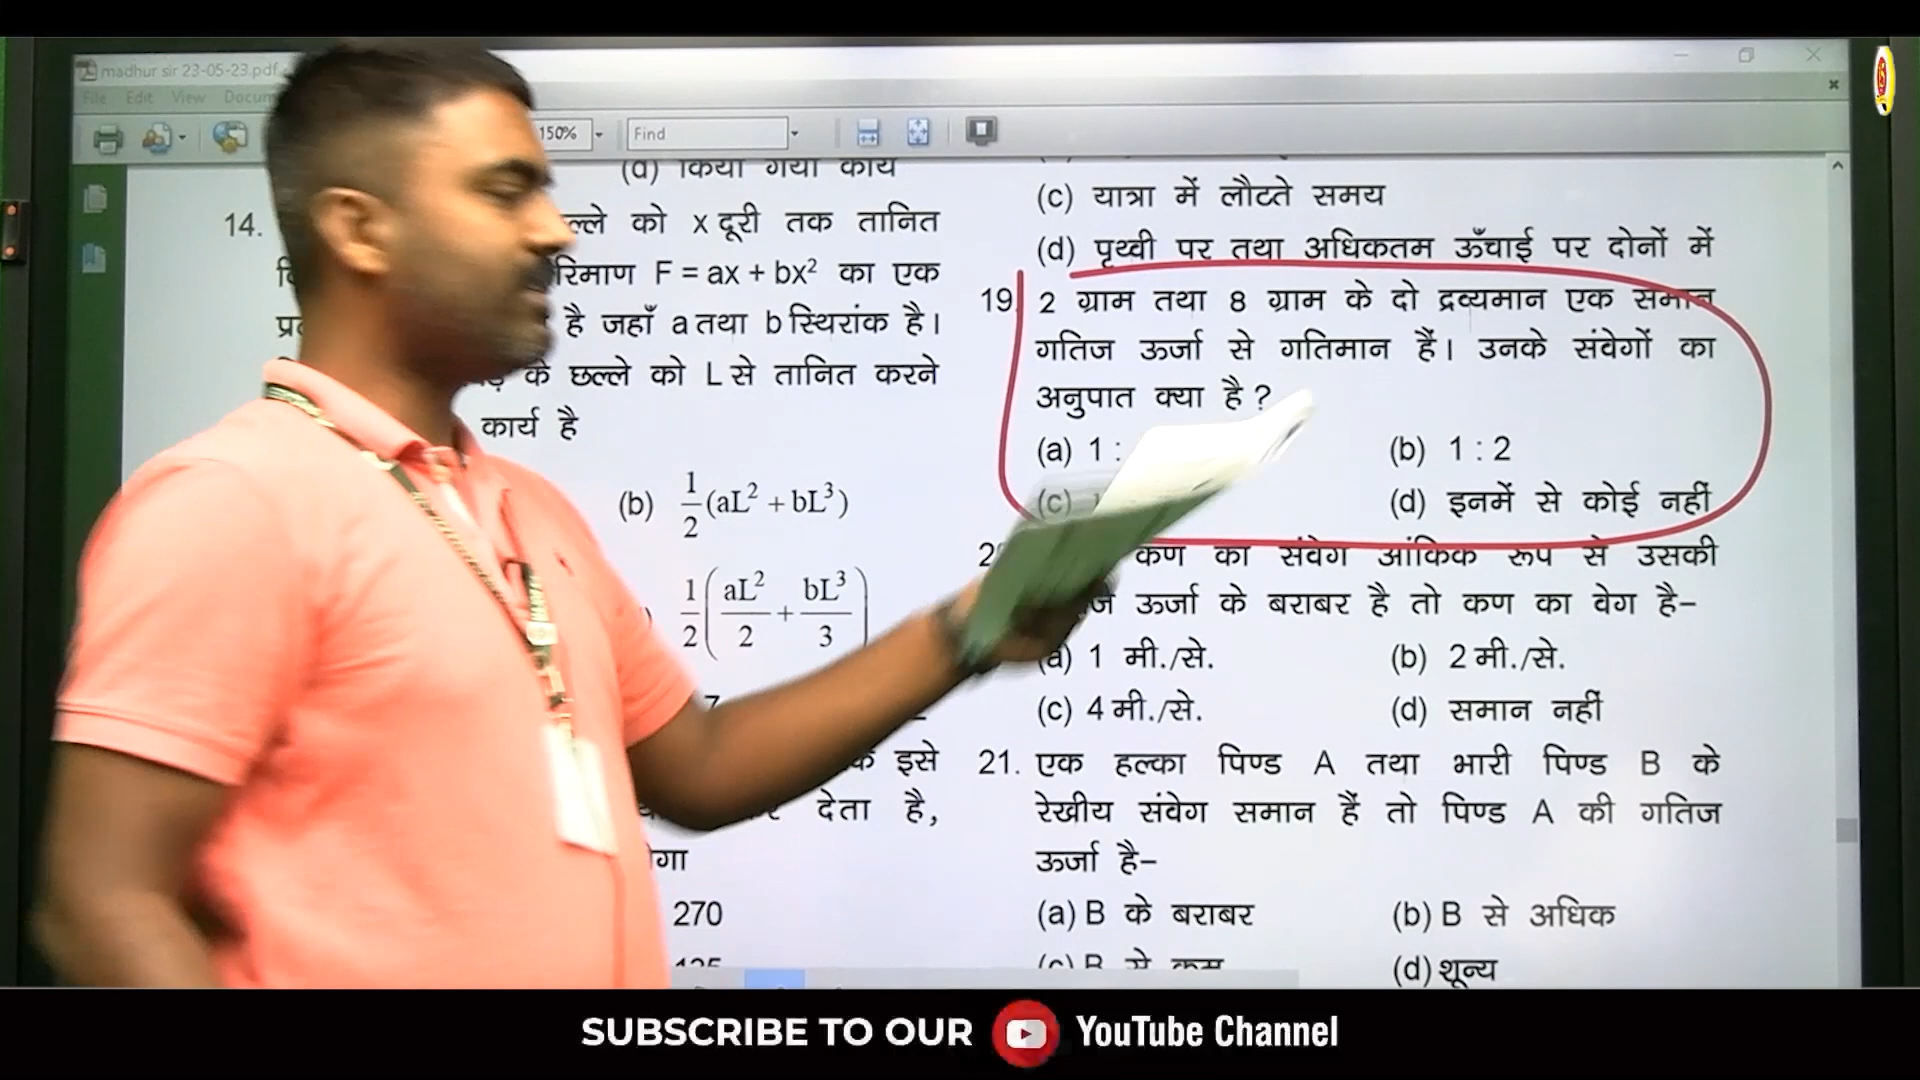 madhur sir 23-05-23.pdf
File Edit View
150%
Find
(d) किया गया कार्य
14.
को x दूरी तक तानित
F = ax + bx² का एक
है जहाँ a तथा b स्थिरांक है।
के छल्ले को L से तानित करने
कार्य है
(b) 1/2 (aL² + bL³)
1/2 (aL²/2 + bL³/3)
इसे
देता है,
270
(c) यात्रा में लौटते समय
(d) पृथ्वी पर तथा अधिकतम ऊँचाई पर दोनों में
19. 2 ग्राम तथा 8 ग्राम के दो द्रव्यमान एक समान
गतिज ऊर्जा से गतिमान हैं। उनके संवेगों का
अनुपात क्या है ?
(a) 1 :
(b) 1 : 2
(c)
(d) इनमें से कोई नहीं
कण का संवेग आंकिक रूप से उसकी
ऊर्जा के बराबर है तो कण का वेग है–
(a) 1 मी./से.
(b) 2 मी./से.
(c) 4 मी./से.
(d) समान नहीं
21. एक हल्का पिण्ड A तथा भारी पिण्ड B के
रेखीय संवेग समान हैं तो पिण्ड A की गतिज
ऊर्जा है–
(a) B के बराबर
(b) B से अधिक
(c) B से कम
(d) शून्य
SUBSCRIBE TO OUR YouTube Channel